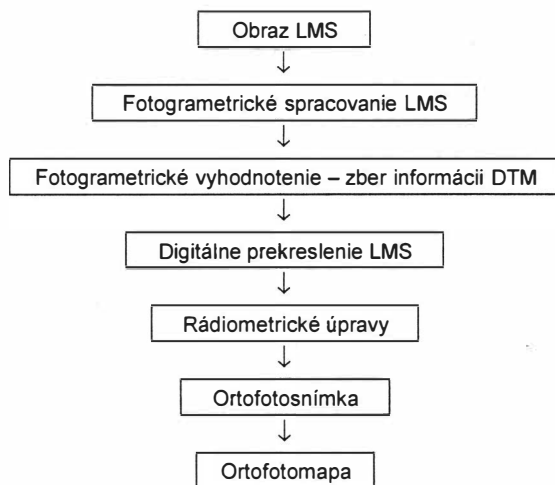 Obraz LMS
Fotogrametrické spracovanie LMS
Fotogrametrické vyhodnotenie – zber informácii DTM
Digitálne prekreslenie LMS
Rádiometrické úpravy
Ortofotosnímka
Ortofotomapa